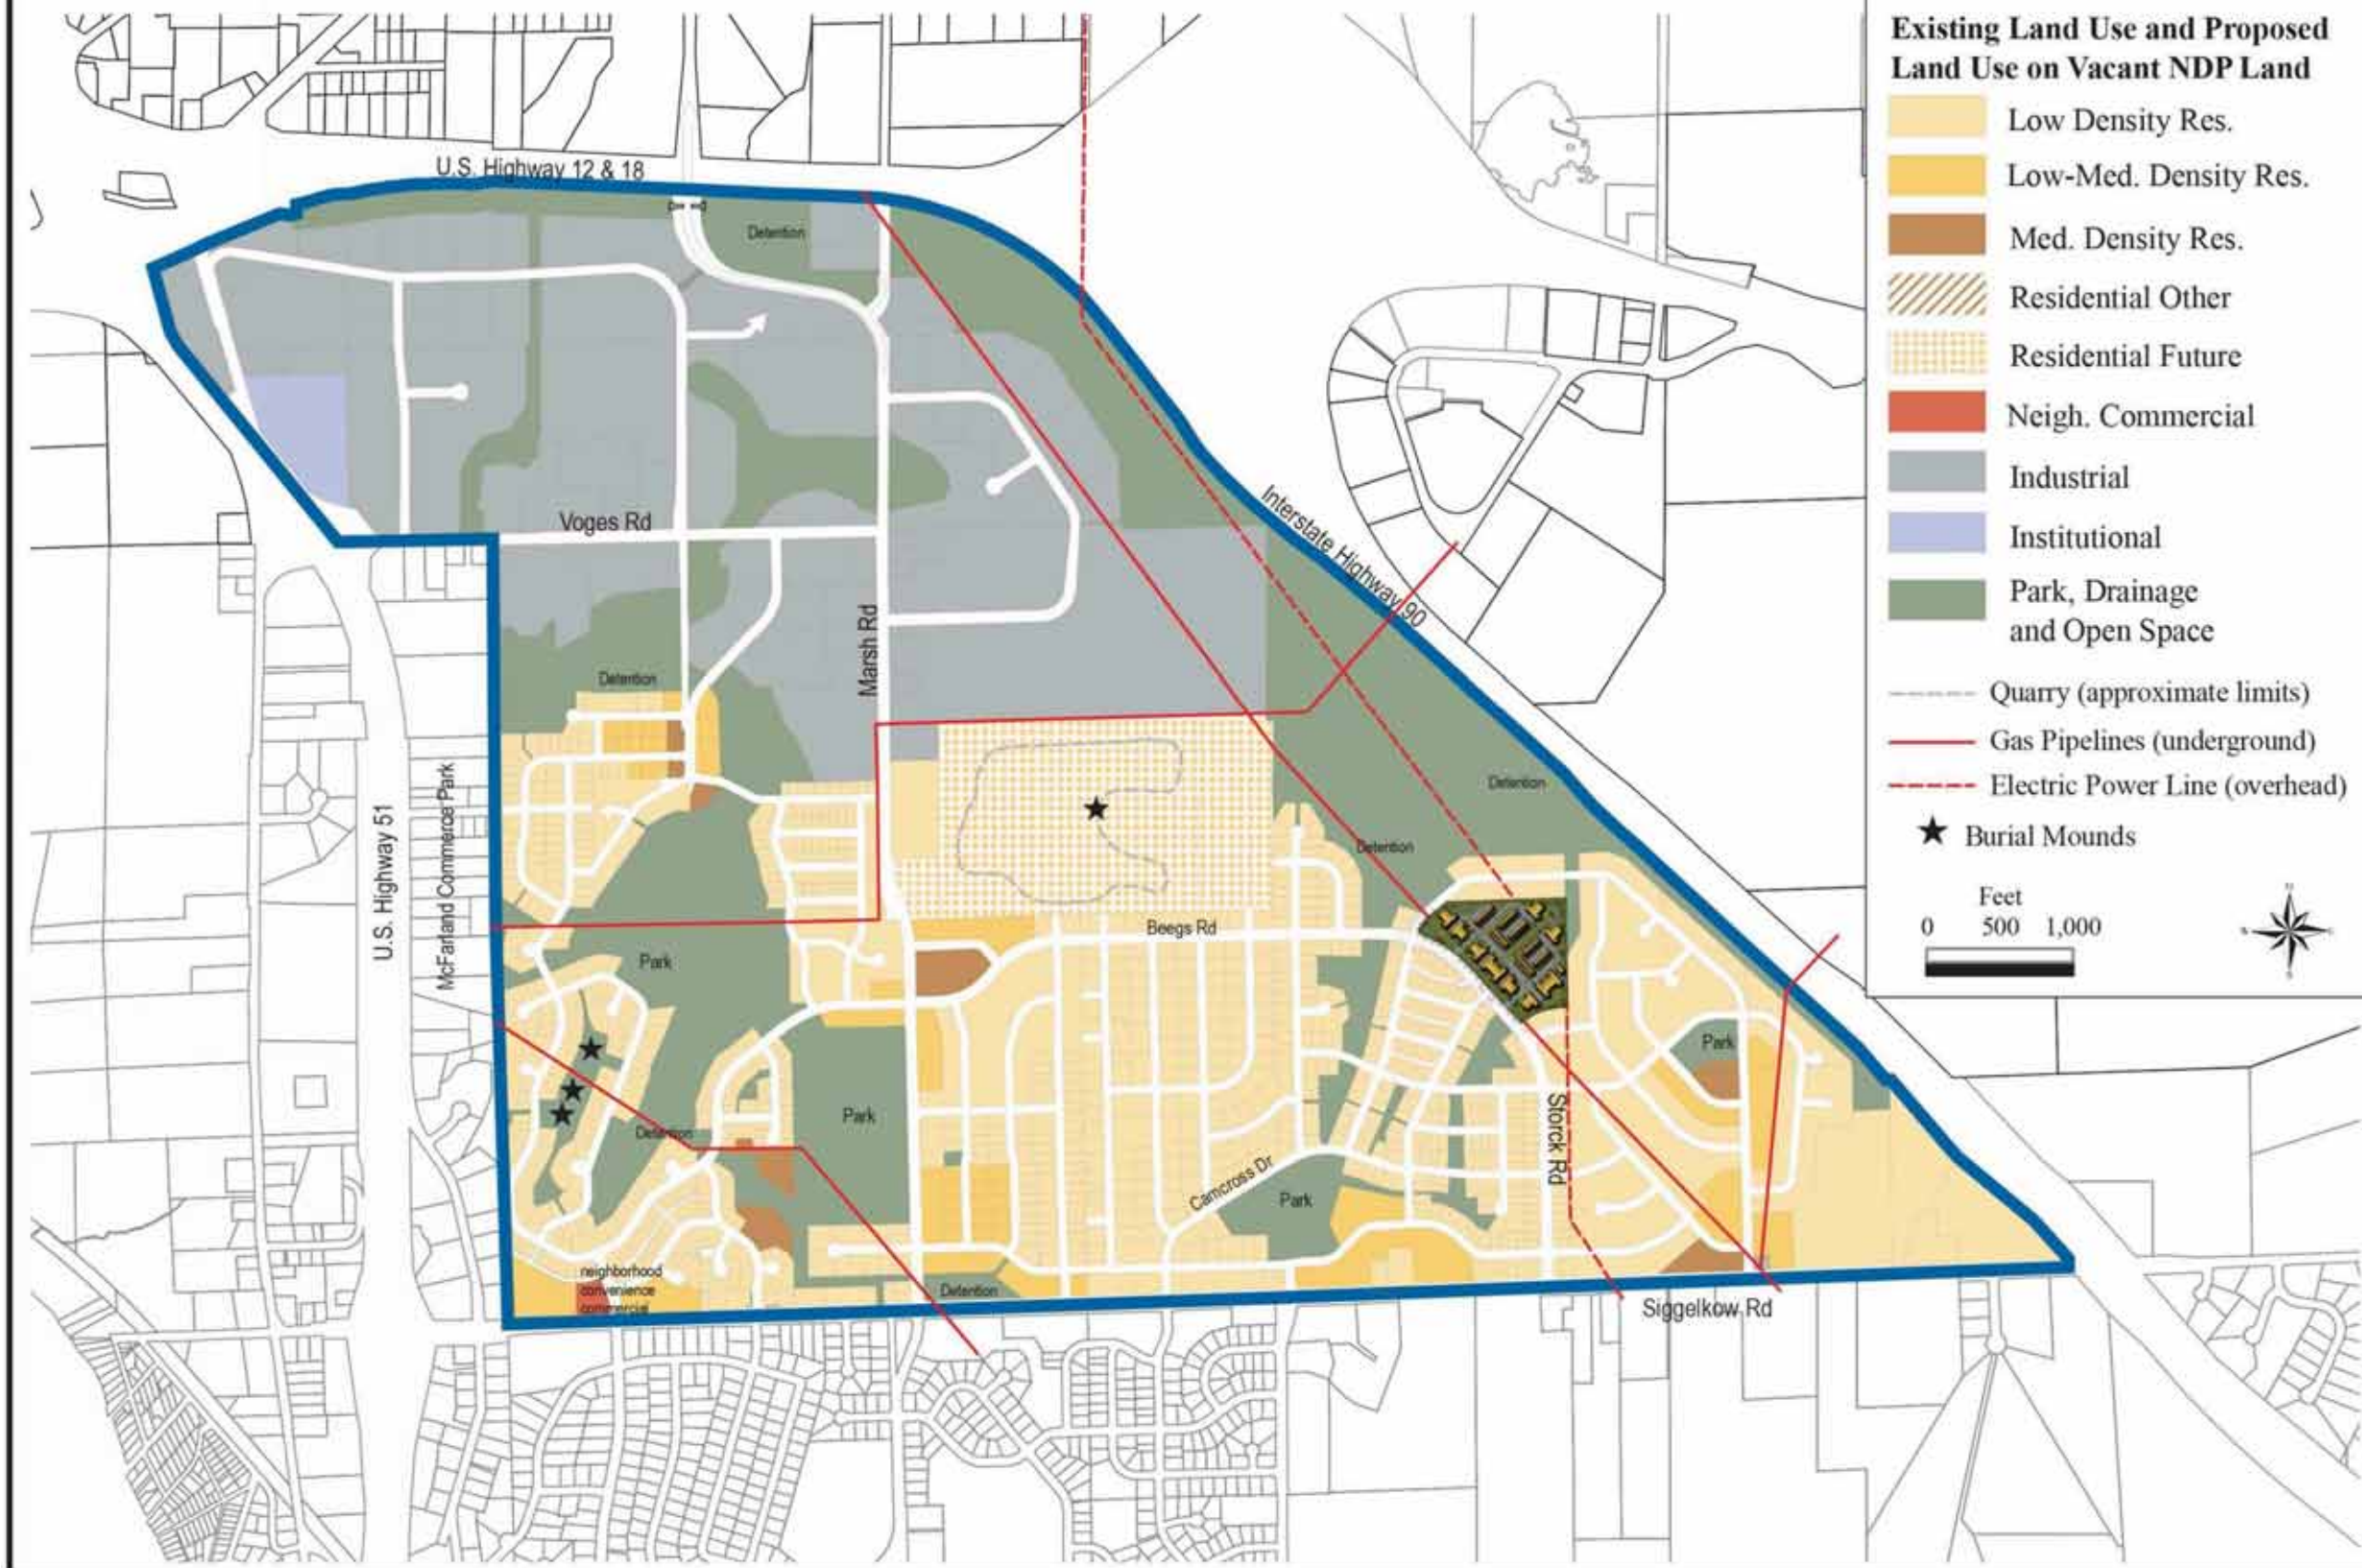 Existing Land Use and Proposed
Land Use on Vacant NDP Land
Low Density Res.
Low-Med. Density Res.
Med. Density Res.
Residential Other
Residential Future
Neigh. Commercial
Industrial
Institutional
Park, Drainage
and Open Space
Quarry (approximate limits)
Gas Pipelines (underground)
Electric Power Line (overhead)
Burial Mounds
Feet
0 500 1,000
U.S. Highway 12 & 18
Detention
Voges Rd
Interstate Highway 90
Marsh Rd
Detention
Detention
Detention
U.S. Highway 51
McFarland Commerce Park
Beegs Rd
Park
Park
Park
Detention
Storck Rd
Camcross Dr
Park
neighborhood
convenience
commercial
Detention
Siggelkow Rd